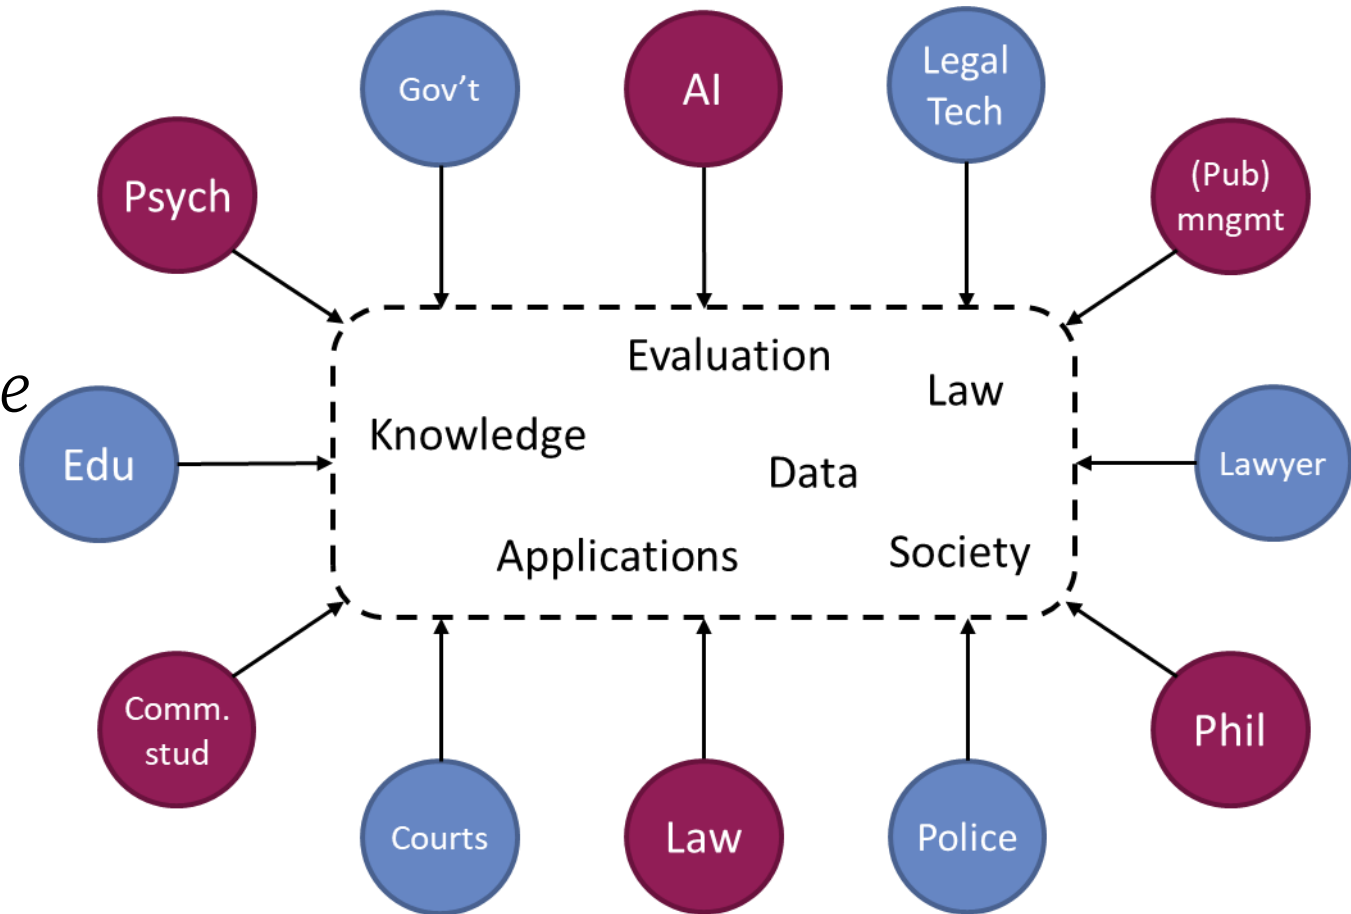 Gov’t
AI
Legal
Tech
Psych
(Pub)
mngmt
Evaluation
Law
e
Knowledge
Edu
Data
Lawyer
Applications
Society
Comm.
stud
Phil
Courts
Law
Police